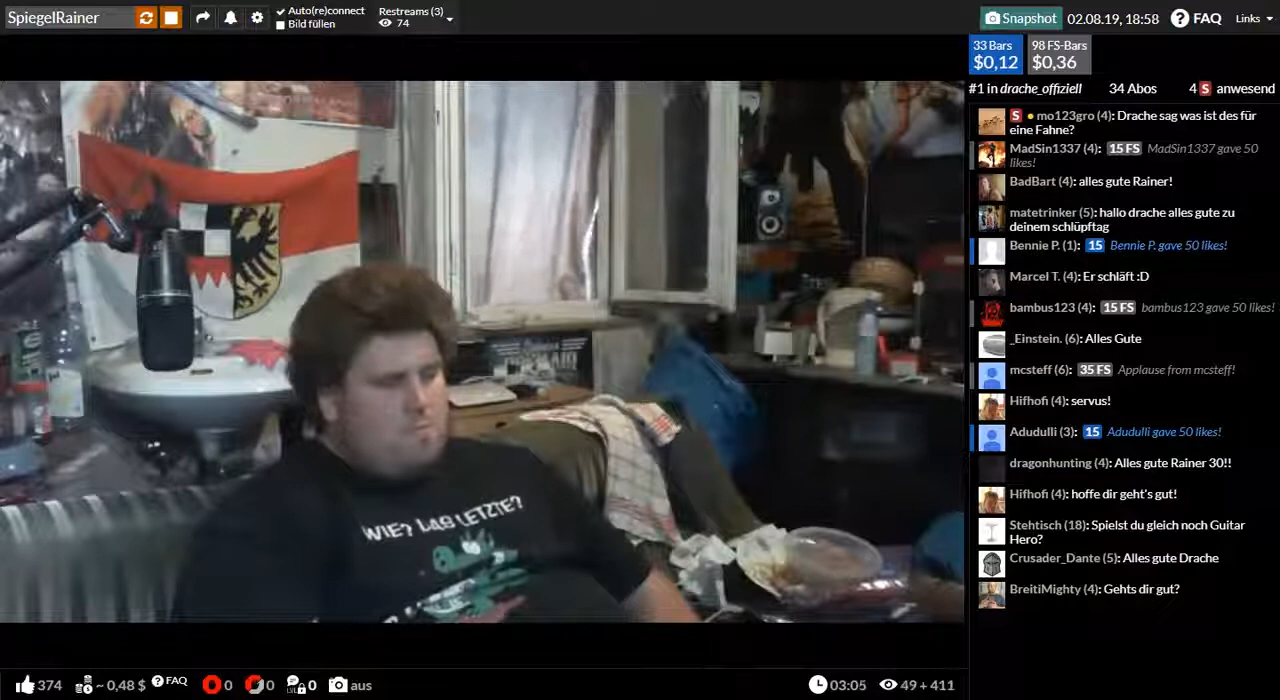 SpiegelRainer
Auto(re)connect
Bild füllen
Restreams (3)
74
Snapshot
02.08.19, 18:58
? FAQ
Links
33 Bars
$0,12
98 FS-Bars
$0,36
#1 in drache_offiziell
34 Abos
4 S anwesend
S mo123gro (4): Drache sag was ist des für
eine Fahne?
MadSin1337 (4): 15 FS MadSin1337 gave 50
likes!
BadBart (4): alles gute Rainer!
matetrinker (5): hallo drache alles gute zu
deinem schlüpftag
Bennie P. (1): 15 Bennie P. gave 50 likes!
Marcel T. (4): Er schläft :D
bambus123 (4): 15 FS bambus123 gave 50 likes!
_Einstein. (6): Alles Gute
mcsteff (6): 35 FS Applause from mcsteff!
Hifhofi (4): servus!
Adudulli (3): 15 Adudulli gave 50 likes!
dragonhunting (4): Alles gute Rainer 30!!
Hifhofi (4): hoffe dir geht's gut!
Stehtisch (18): Spielst du gleich noch Guitar
Hero?
Crusader_Dante (5): Alles gute Drache
BreitiMighty (4): Gehts dir gut?
WIE? LAS LETZTE?
374
~ 0,48 $
? FAQ
0
0
LVL
0
aus
03:05
49 + 411